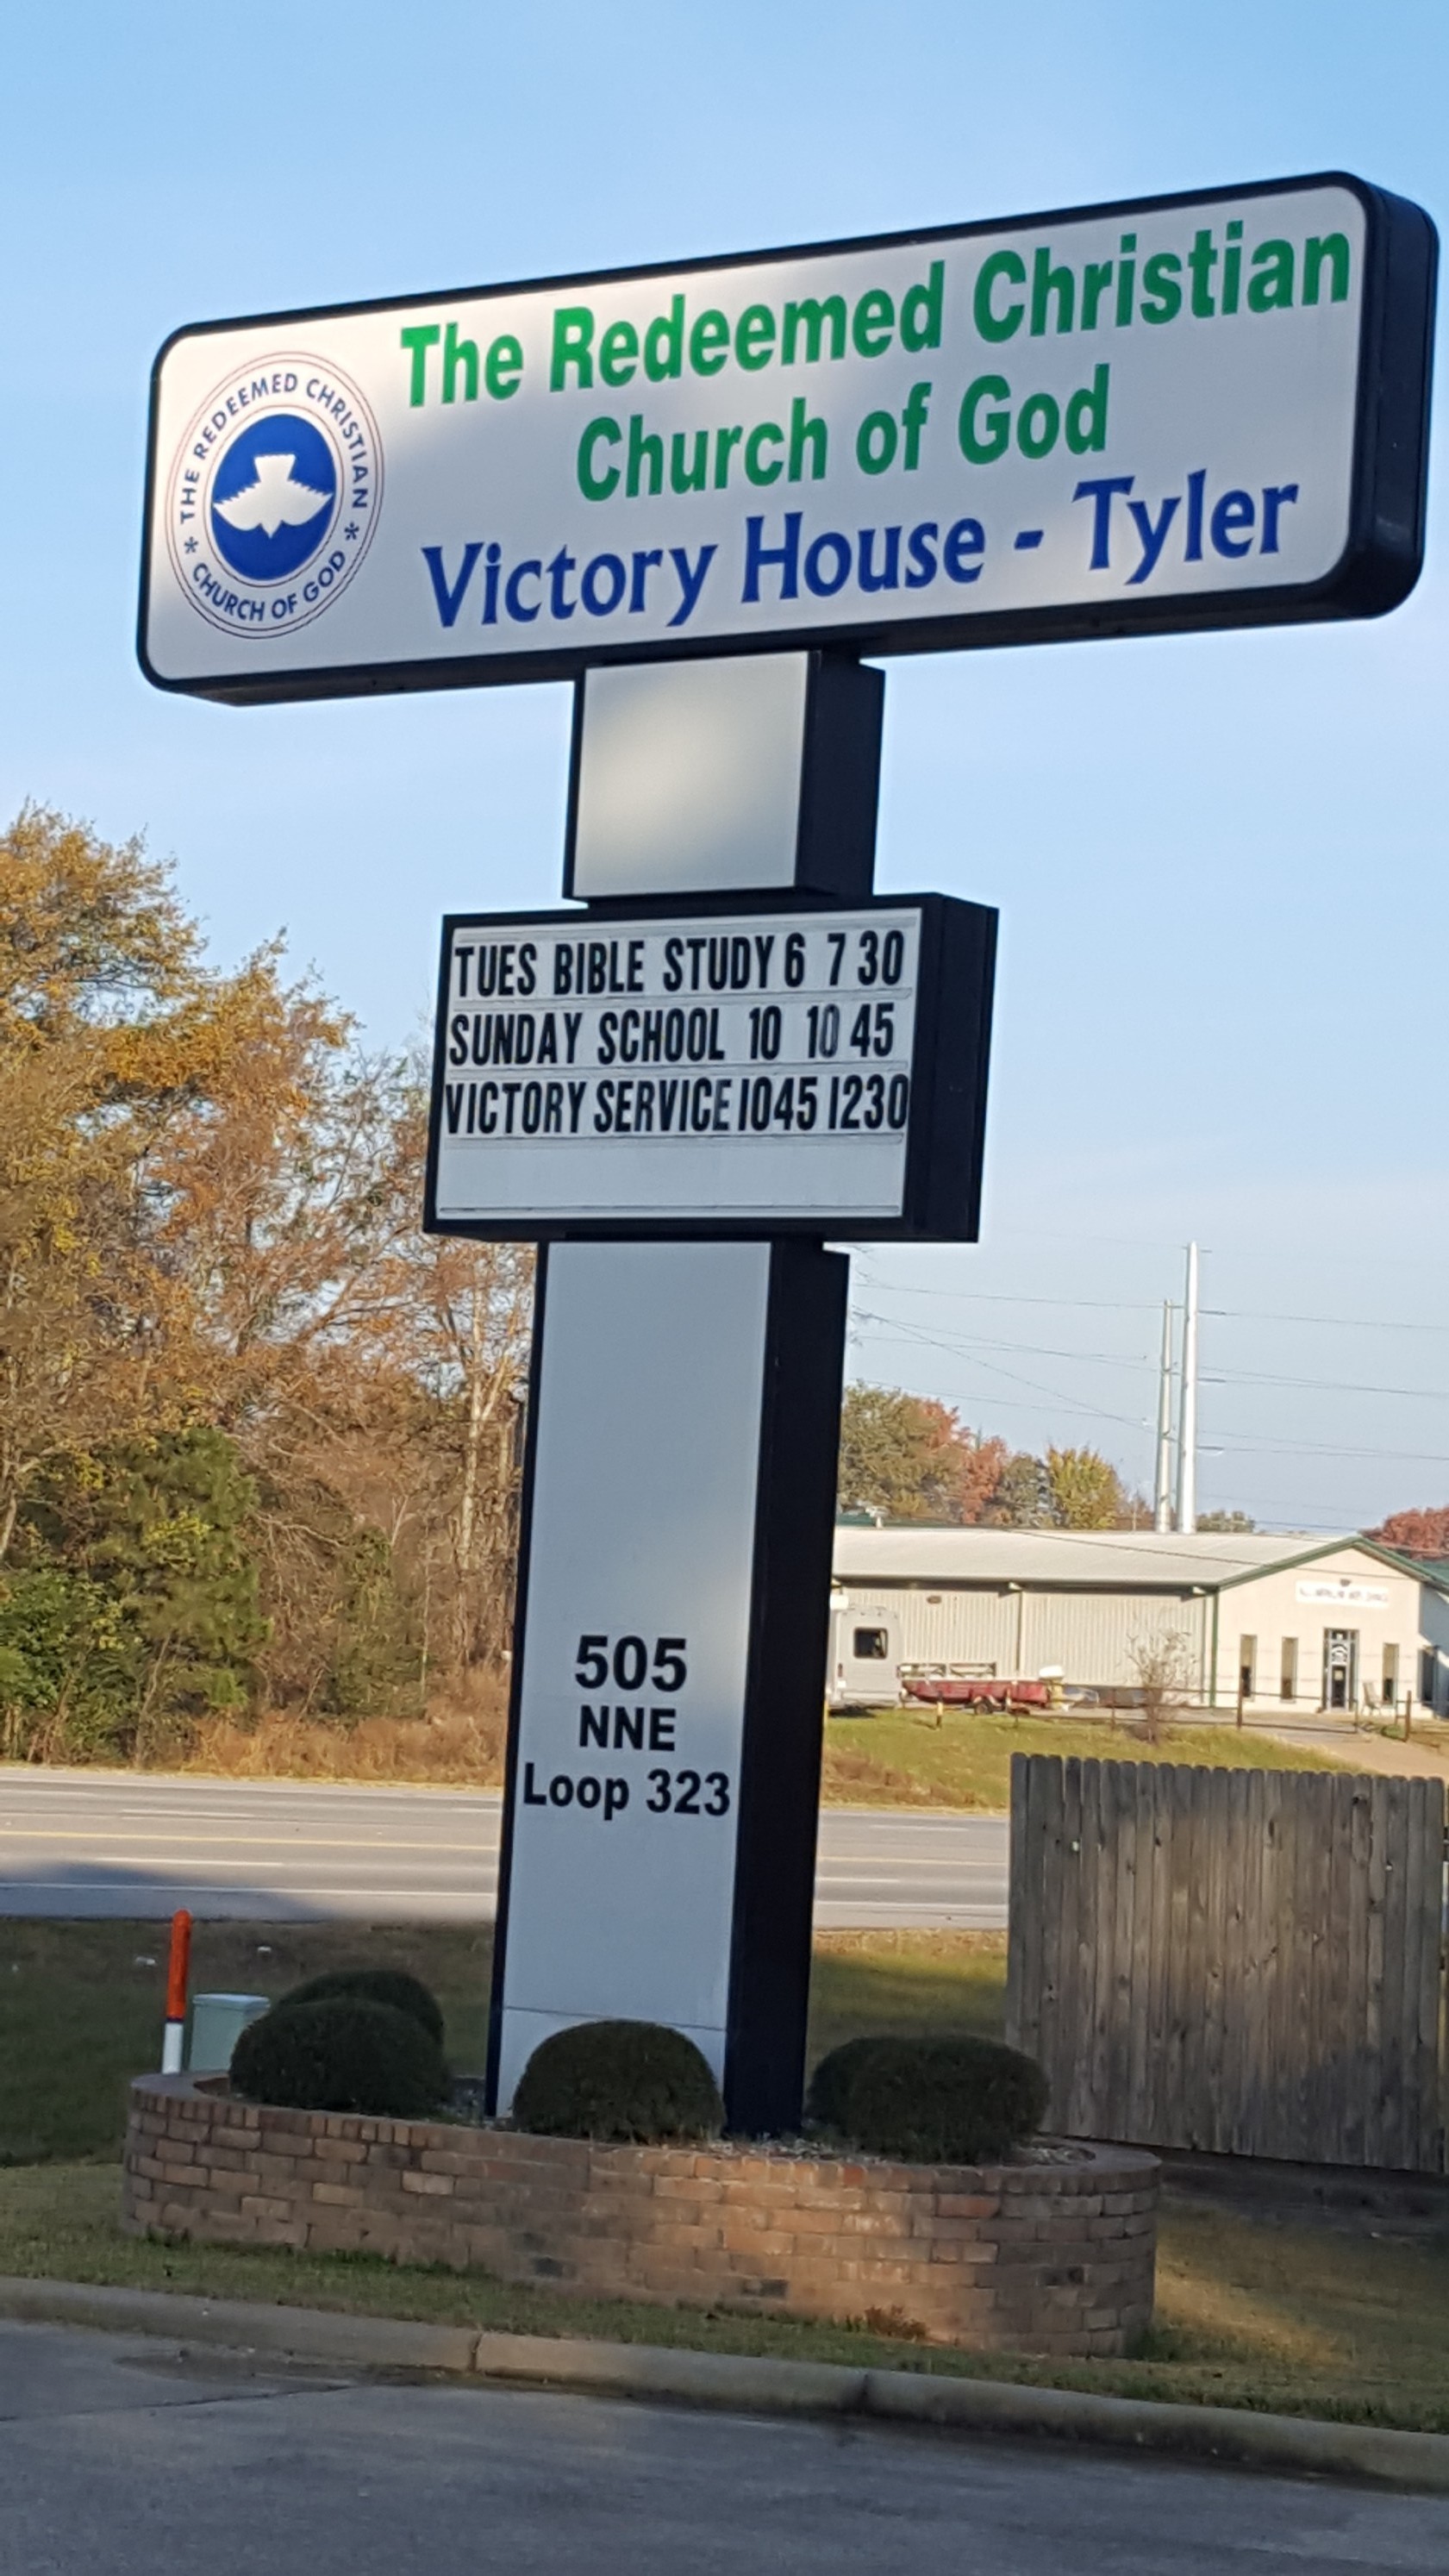 The Redeemed Christian
Church of God
Victory House - Tyler
* THE REDEEMED CHRISTIAN *
CHURCH OF GOD
TUES BIBLE STUDY 6 7 30
SUNDAY SCHOOL 10 10 45
VICTORY SERVICE 1045 1230
505
NNE
Loop 323